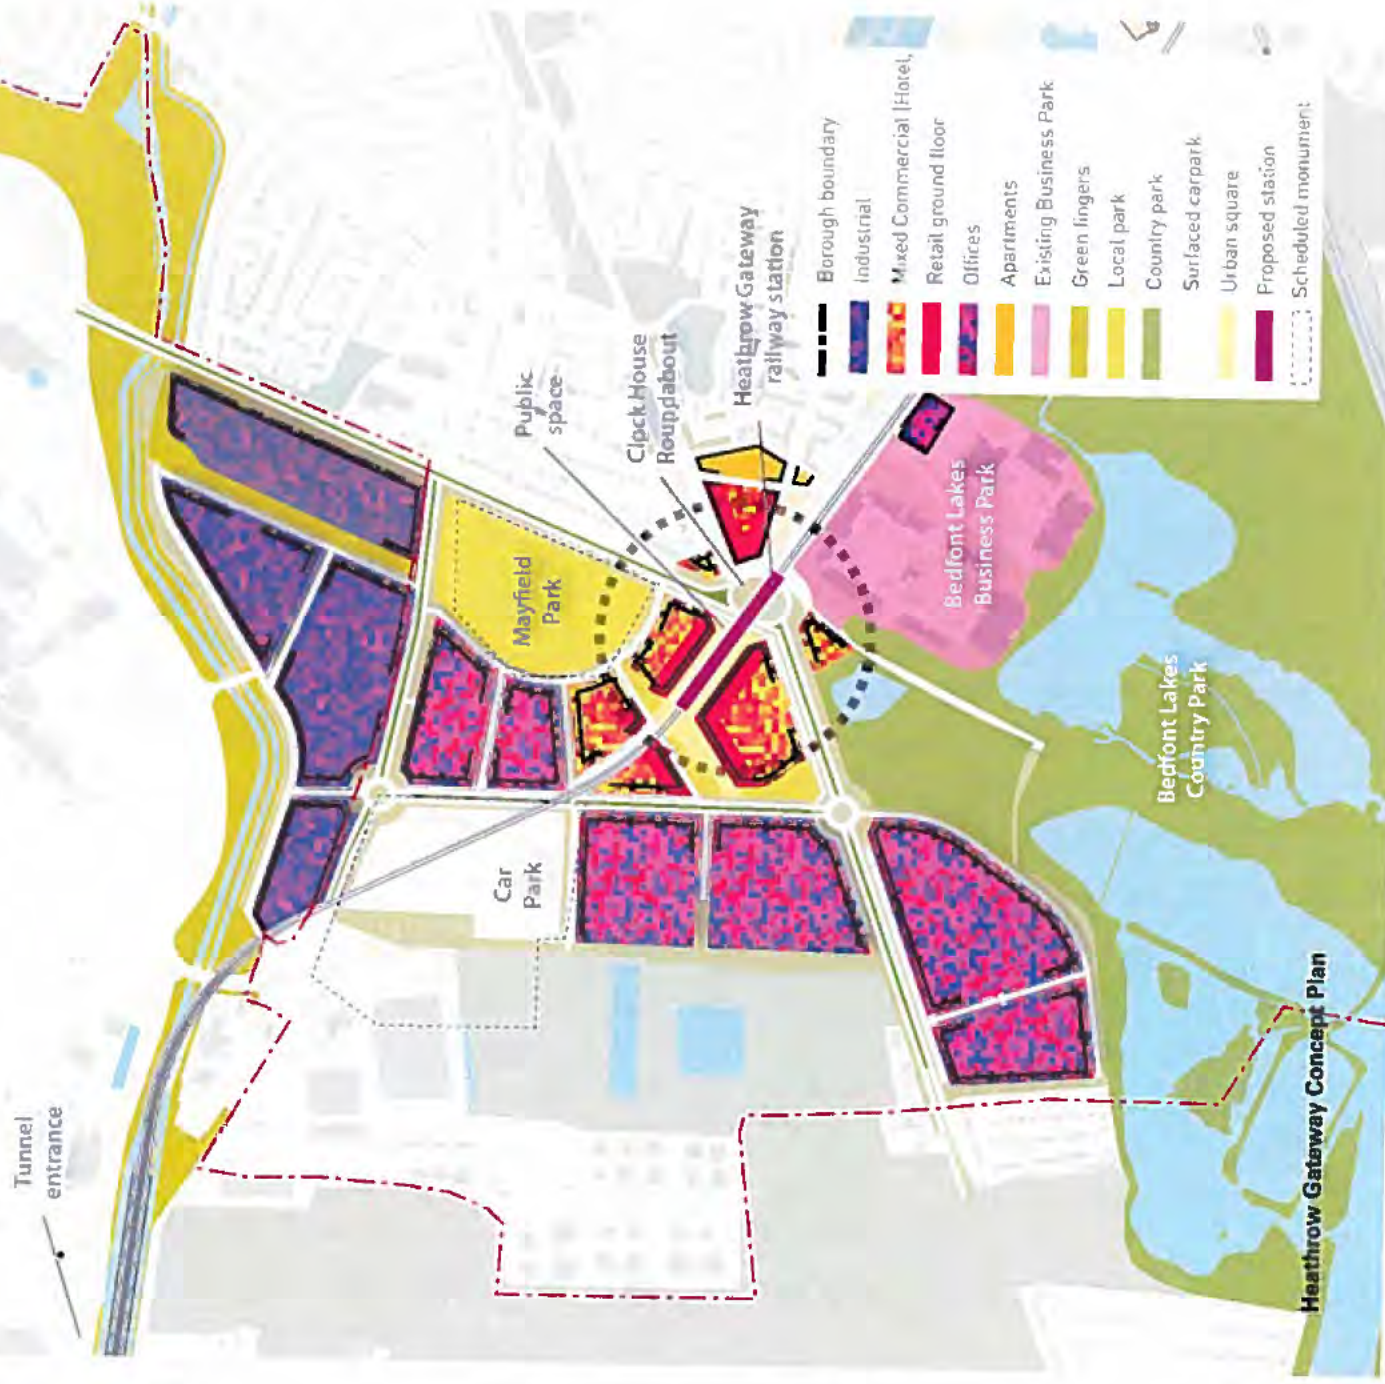 Tunnel
entrance
Public
space
Clock House
Roundabout
Heathrow Gateway
railway station
Mayfield
Park
Car
Park
Bedfont Lakes
Business Park
Bedfont Lakes
Country Park
Borough boundary
Industrial
Mixed Commercial (Hotel,
Retail ground floor
Offices
Apartments
Existing Business Park
Green fingers
Local park
Country park
Surfaced carpark
Urban square
Proposed station
Scheduled monument
Heathrow Gateway Concept Plan